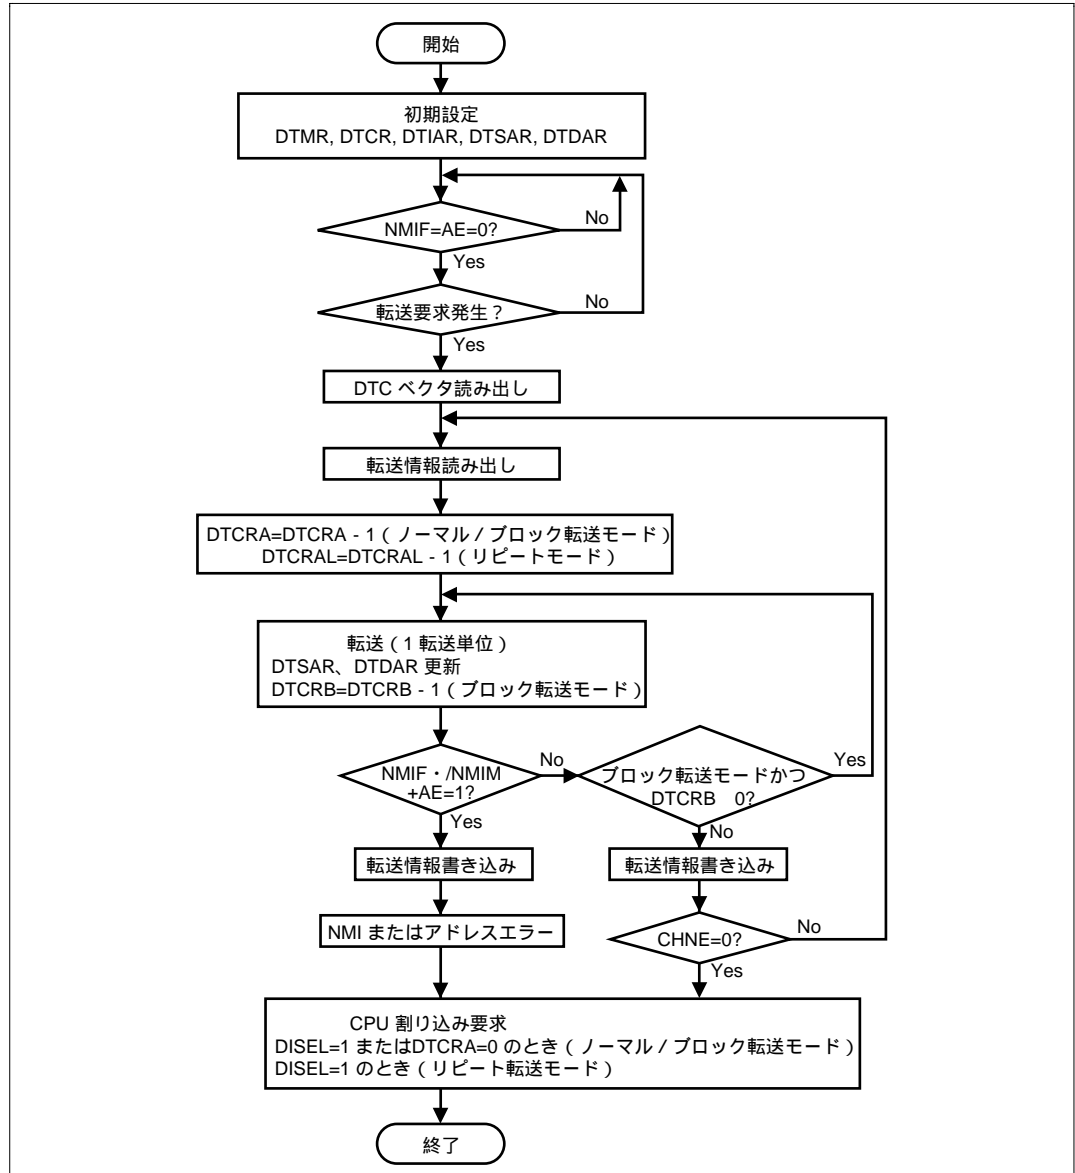 開始
初期設定
DTMR, DTCR, DTIAR, DTSAR, DTDAR
NMIF=AE=0?
No
Yes
転送要求発生？
No
Yes
DTC ベクタ読み出し
転送情報読み出し
DTCRA=DTCRA - 1（ノーマル / ブロック転送モード）
DTCRAL=DTCRAL - 1（リピートモード）
転送（1 転送単位）
DTSAR、DTDAR 更新
DTCRB=DTCRB - 1（ブロック転送モード）
NMIF・/NMIM
+AE=1?
No
Yes
ブロック転送モードかつ
DTCRB 0?
Yes
No
転送情報書き込み
転送情報書き込み
NMI またはアドレスエラー
CHNE=0?
No
Yes
CPU 割り込み要求
DISEL=1 またはDTCRA=0 のとき（ノーマル / ブロック転送モード）
DISEL=1 のとき（リピート転送モード）
終了